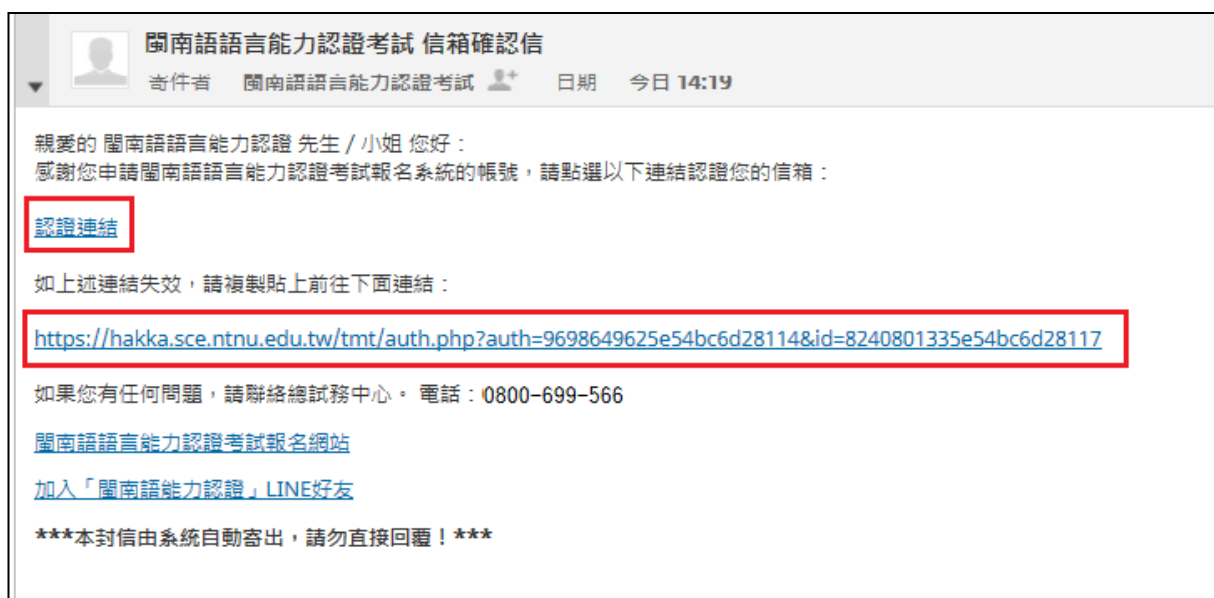 閩南語語言能力認證考試 信箱確認信
寄件者 閩南語語言能力認證考試 日期 今日 14:19
親愛的 閩南語語言能力認證 先生 / 小姐 您好：
感謝您申請閩南語語言能力認證考試報名系統的帳號，請點選以下連結認證您的信箱：
認證連結
如上述連結失效，請複製貼上前往下面連結：
https://hakka.sce.ntnu.edu.tw/tmt/auth.php?auth=9698649625e54bc6d28114&id=8240801335e54bc6d28117
如果您有任何問題，請聯絡總試務中心。 電話：0800-699-566
閩南語語言能力認證考試報名網站
加入「閩南語能力認證」LINE好友
***本封信由系統自動寄出，請勿直接回覆！***